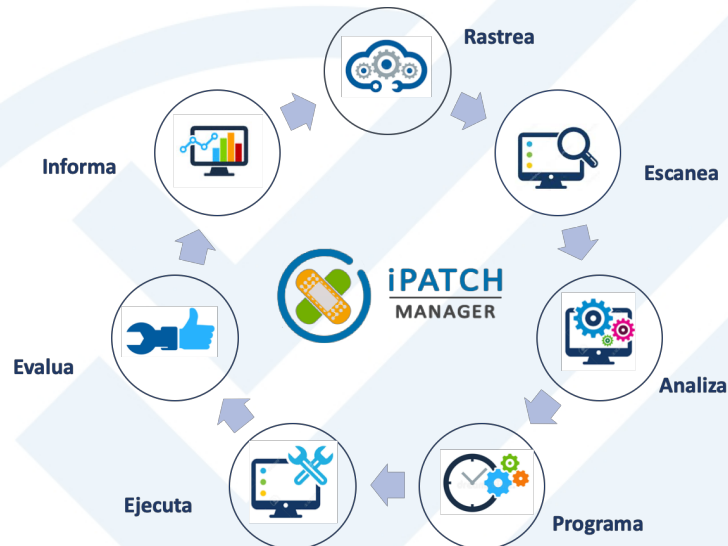 Rastrea
Escanea
Analiza
Programa
Ejecuta
Evalua
Informa
iPATCH
MANAGER